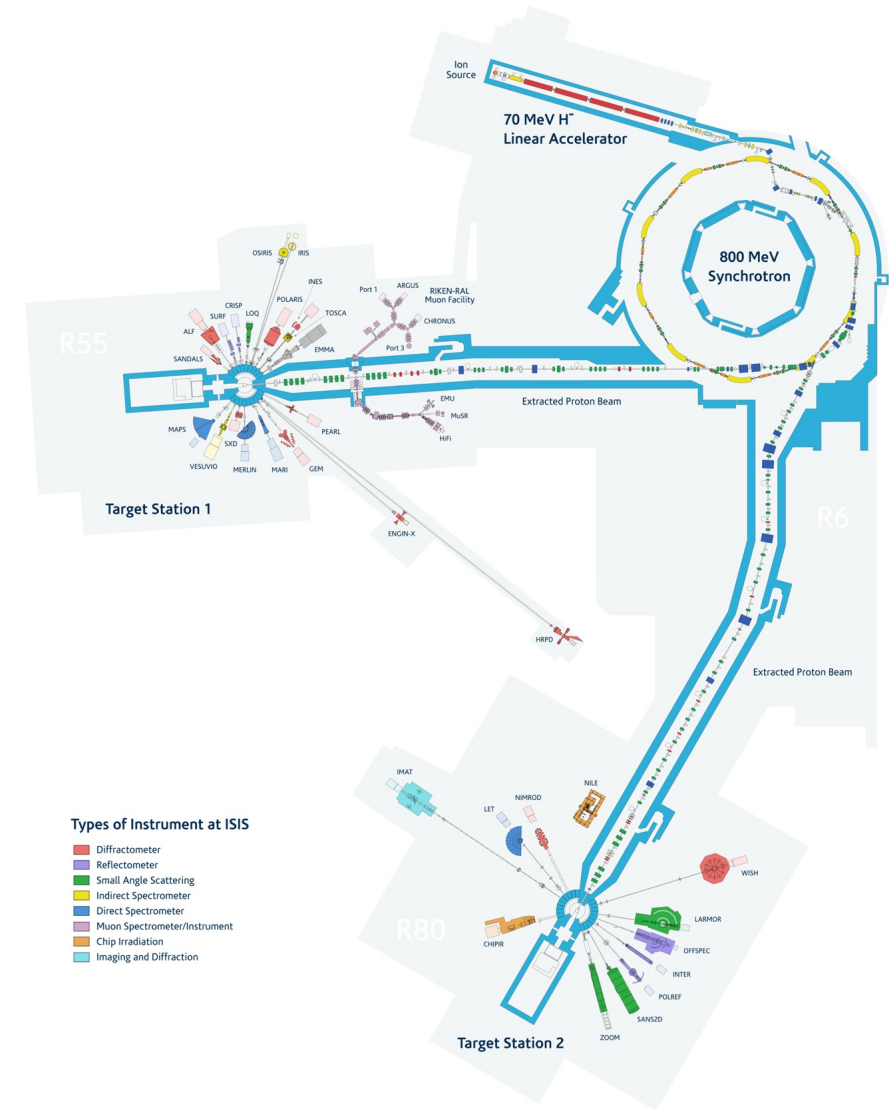 Ion
Source
70 MeV H⁻
Linear Accelerator
800 MeV
Synchrotron
OSIRIS
IRIS
INES
CRISP
POLARIS
SURF
LOQ
TOSCA
ALF
SANDALS
EMMA
Port 1
ARGUS
RIKEN-RAL
Muon Facility
CHRONUS
Port 3
R55
Extracted Proton Beam
EMU
MuSR
HiFi
MAPS
SXD
PEARL
VESUVIO
MERLIN
MARI
GEM
Target Station 1
ENGIN-X
R6
HRPD
Extracted Proton Beam
IMAT
NILE
NIMROD
LET
WISH
LARMOR
CHIPIR
R80
OFFSPEC
INTER
POLREF
SANS2D
ZOOM
Target Station 2
Types of Instrument at ISIS
Diffractometer
Reflectometer
Small Angle Scattering
Indirect Spectrometer
Direct Spectrometer
Muon Spectrometer/Instrument
Chip Irradiation
Imaging and Diffraction